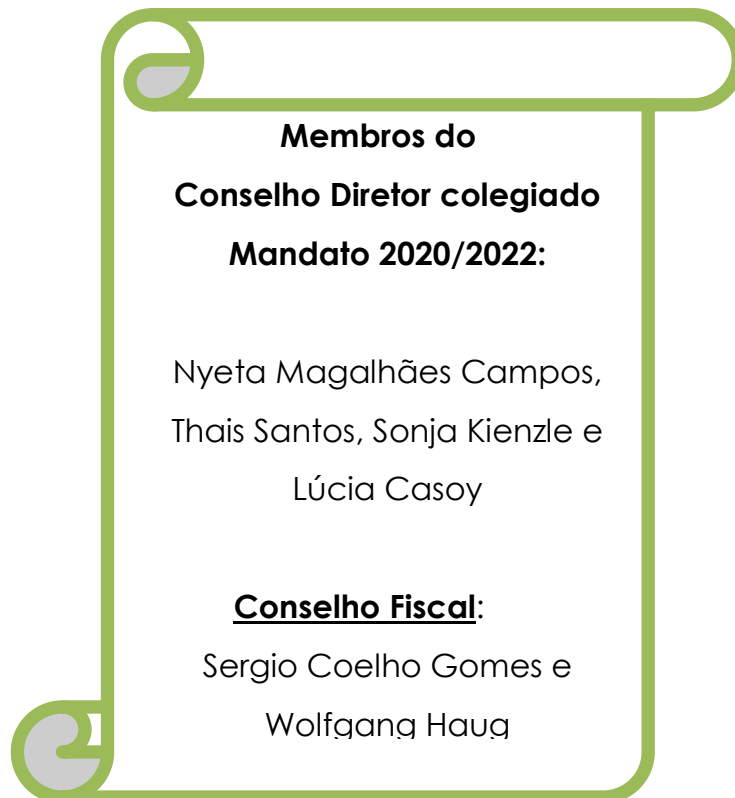 Membros do
Conselho Diretor colegiado
Mandato 2020/2022:
Nyeta Magalhães Campos,
Thais Santos, Sonja Kienzle e
Lúcia Casoy
Conselho Fiscal:
Sergio Coelho Gomes e
Wolfgang Haug